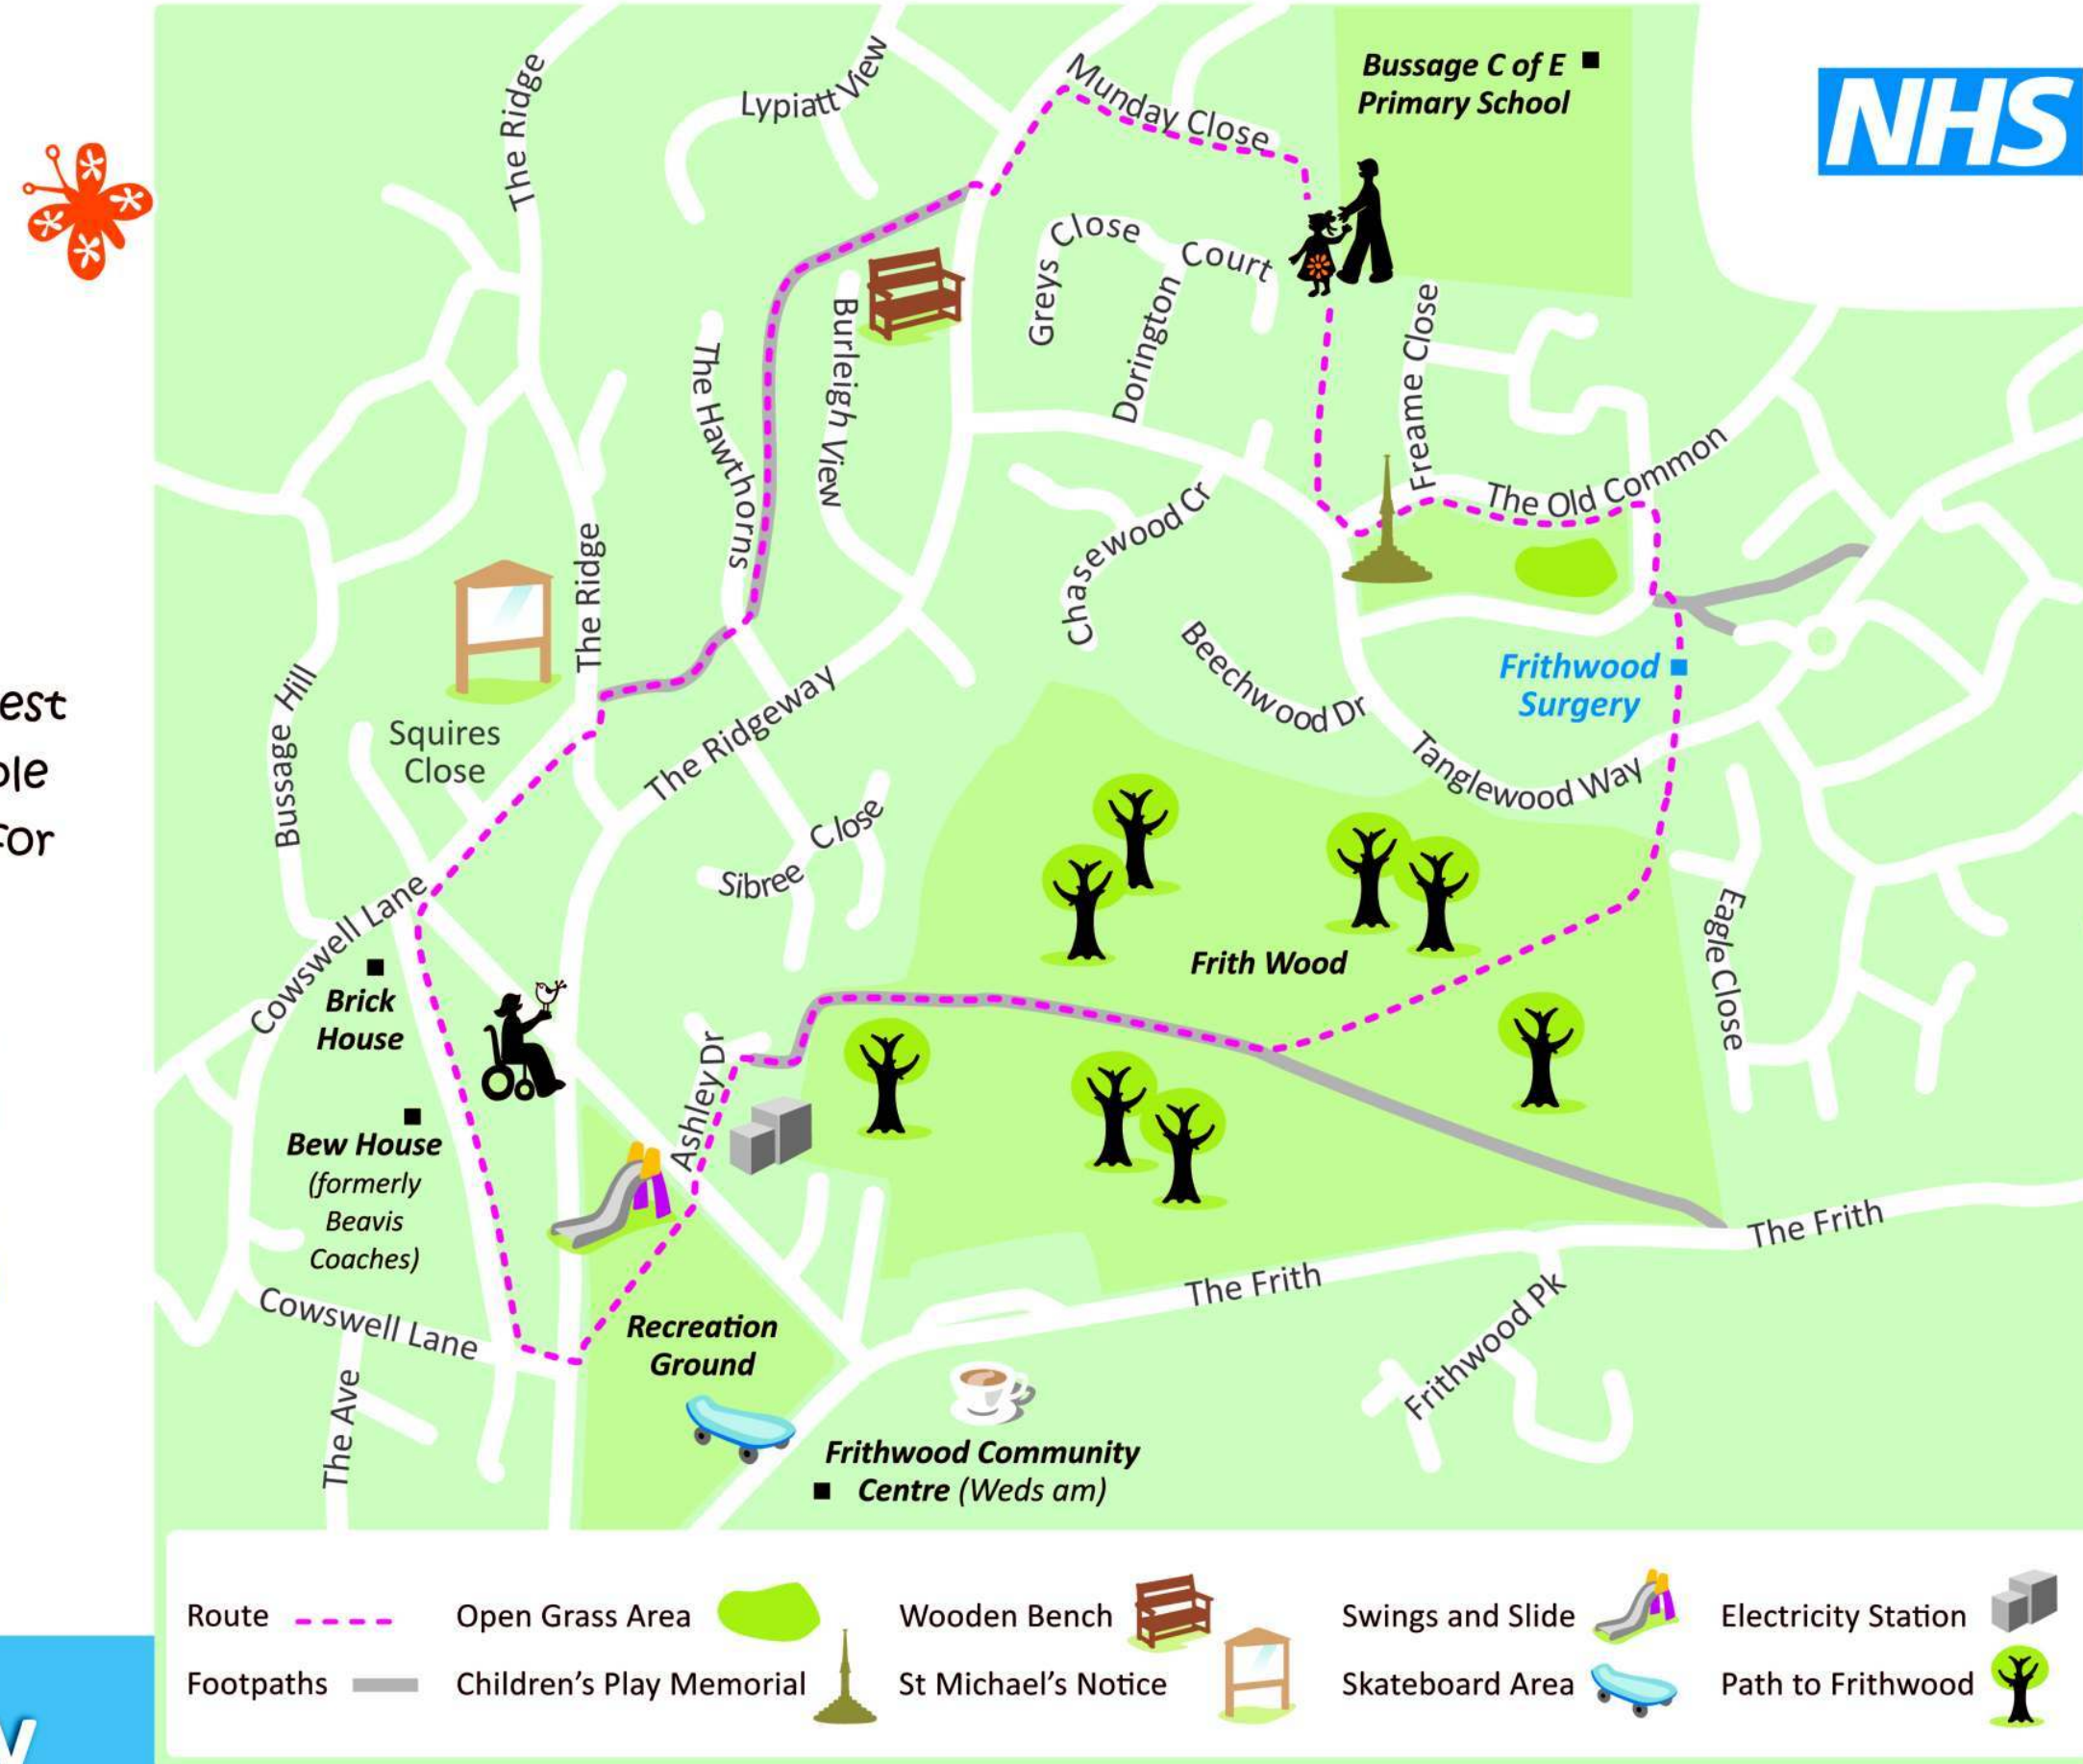 The Ridge
Lypiatt View
Munday Close
Bussage C of E
Primary School
NHS
Greys Close
Dorington Court
Burleigh View
The Hawthorns
Freame Close
The Old Common
Chasewood Cr
The Ridge
Beechwood Dr
Frithwood
Surgery
est
ble
for
Bussage Hill
Squires
Close
The Ridgeway
Tanglewood Way
Sibree Close
Cowswell Lane
Eagle Close
Frith Wood
Brick
House
Ashley Dr
Bew House
(formerly
Beavis
Coaches)
The Frith
The Frith
Cowswell Lane
Recreation
Ground
Frithwood Pk
The Ave
Frithwood Community
Centre (Weds am)
Route
Open Grass Area
Wooden Bench
Swings and Slide
Electricity Station
Footpaths
Children's Play Memorial
St Michael's Notice
Skateboard Area
Path to Frithwood